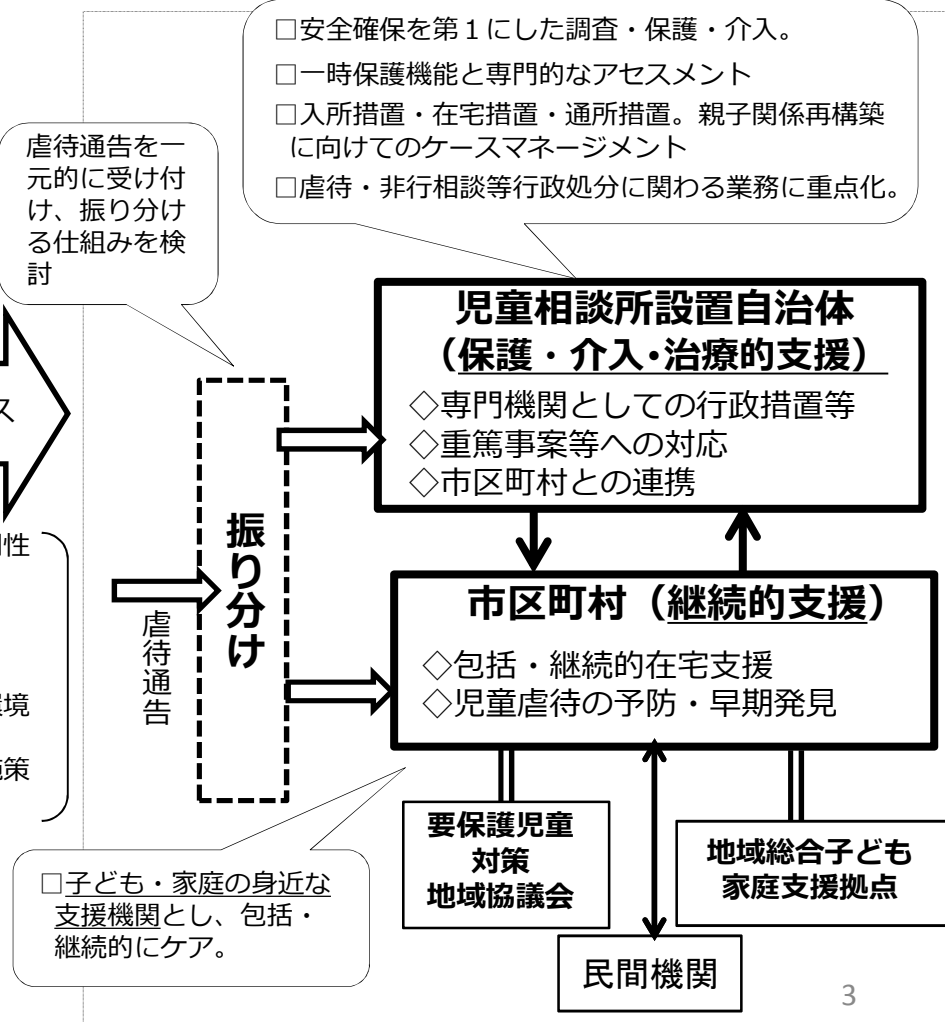 □安全確保を第１にした調査・保護・介入。
□一時保護機能と専門的なアセスメント
□入所措置・在宅措置・通所措置。親子関係再構築
に向けてのケースマネージメント
□虐待・非行相談等行政処分に関わる業務に重点化。
虐待通告を一
元的に受け付
け、振り分け
る仕組みを検
討
児童相談所設置自治体
（保護・介入・治療的支援）
◇専門機関としての行政措置等
◇重篤事案等への対応
◇市区町村との連携
ス
性
境
施策
虐待通告
振り分け
市区町村（継続的支援）
◇包括・継続的在宅支援
◇児童虐待の予防・早期発見
要保護児童
対策
地域協議会
地域総合子ども
家庭支援拠点
民間機関
□子ども・家庭の身近な
支援機関とし、包括・
継続的にケア。
3